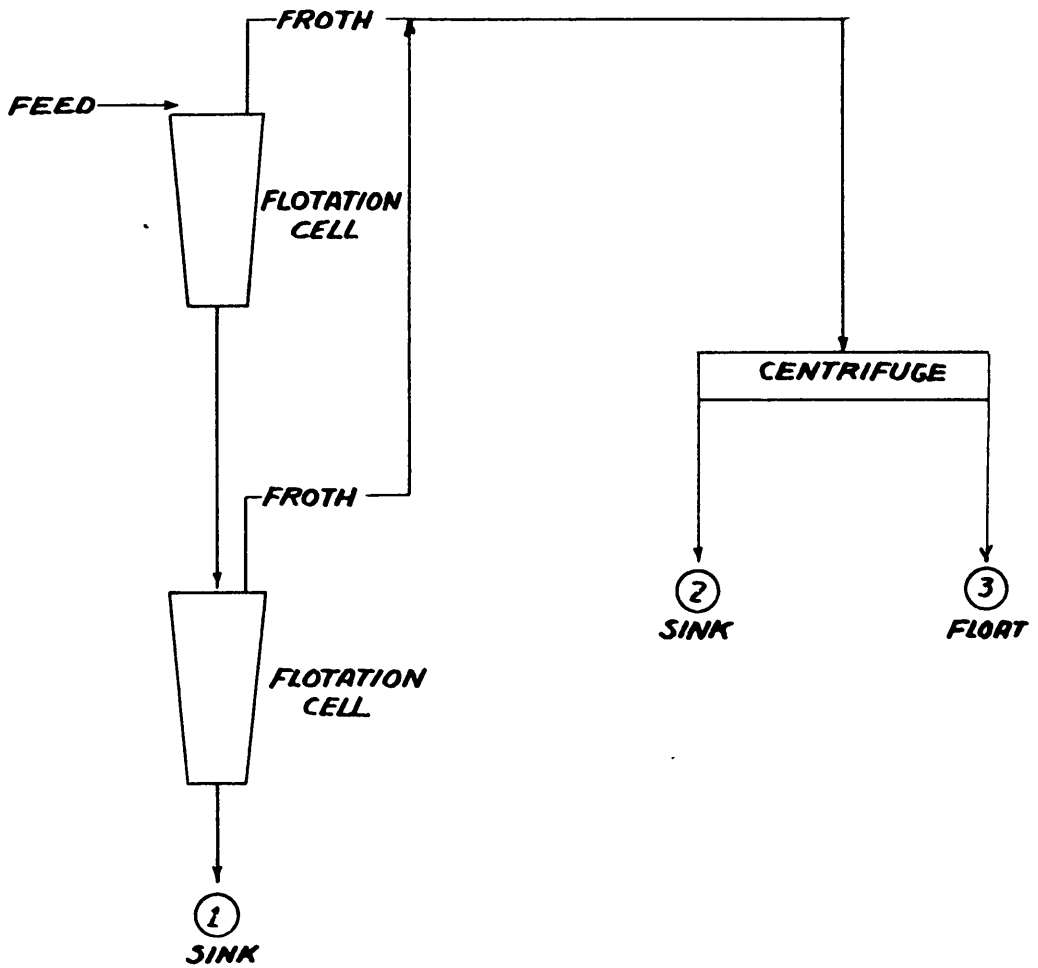 FROTH
FEED
FLOTATION
CELL
CENTRIFUGE
FROTH
2
SINK
3
FLOAT
FLOTATION
CELL
1
SINK